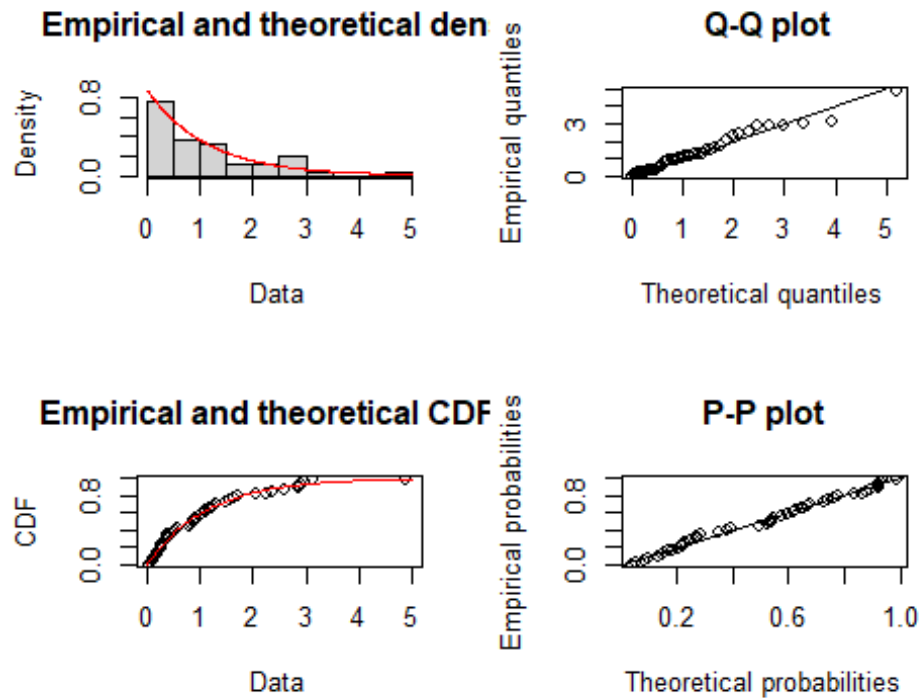 Empirical and theoretical den
Density
0.0 0.8
0 1 2 3 4 5
Data
Q-Q plot
Empirical quantiles
0 3
0 1 2 3 4 5
Theoretical quantiles
Empirical and theoretical CDF
CDF
0.0 0.8
0 1 2 3 4 5
Data
P-P plot
Empirical probabilities
0.0 0.8
0.2 0.6 1.0
Theoretical probabilities